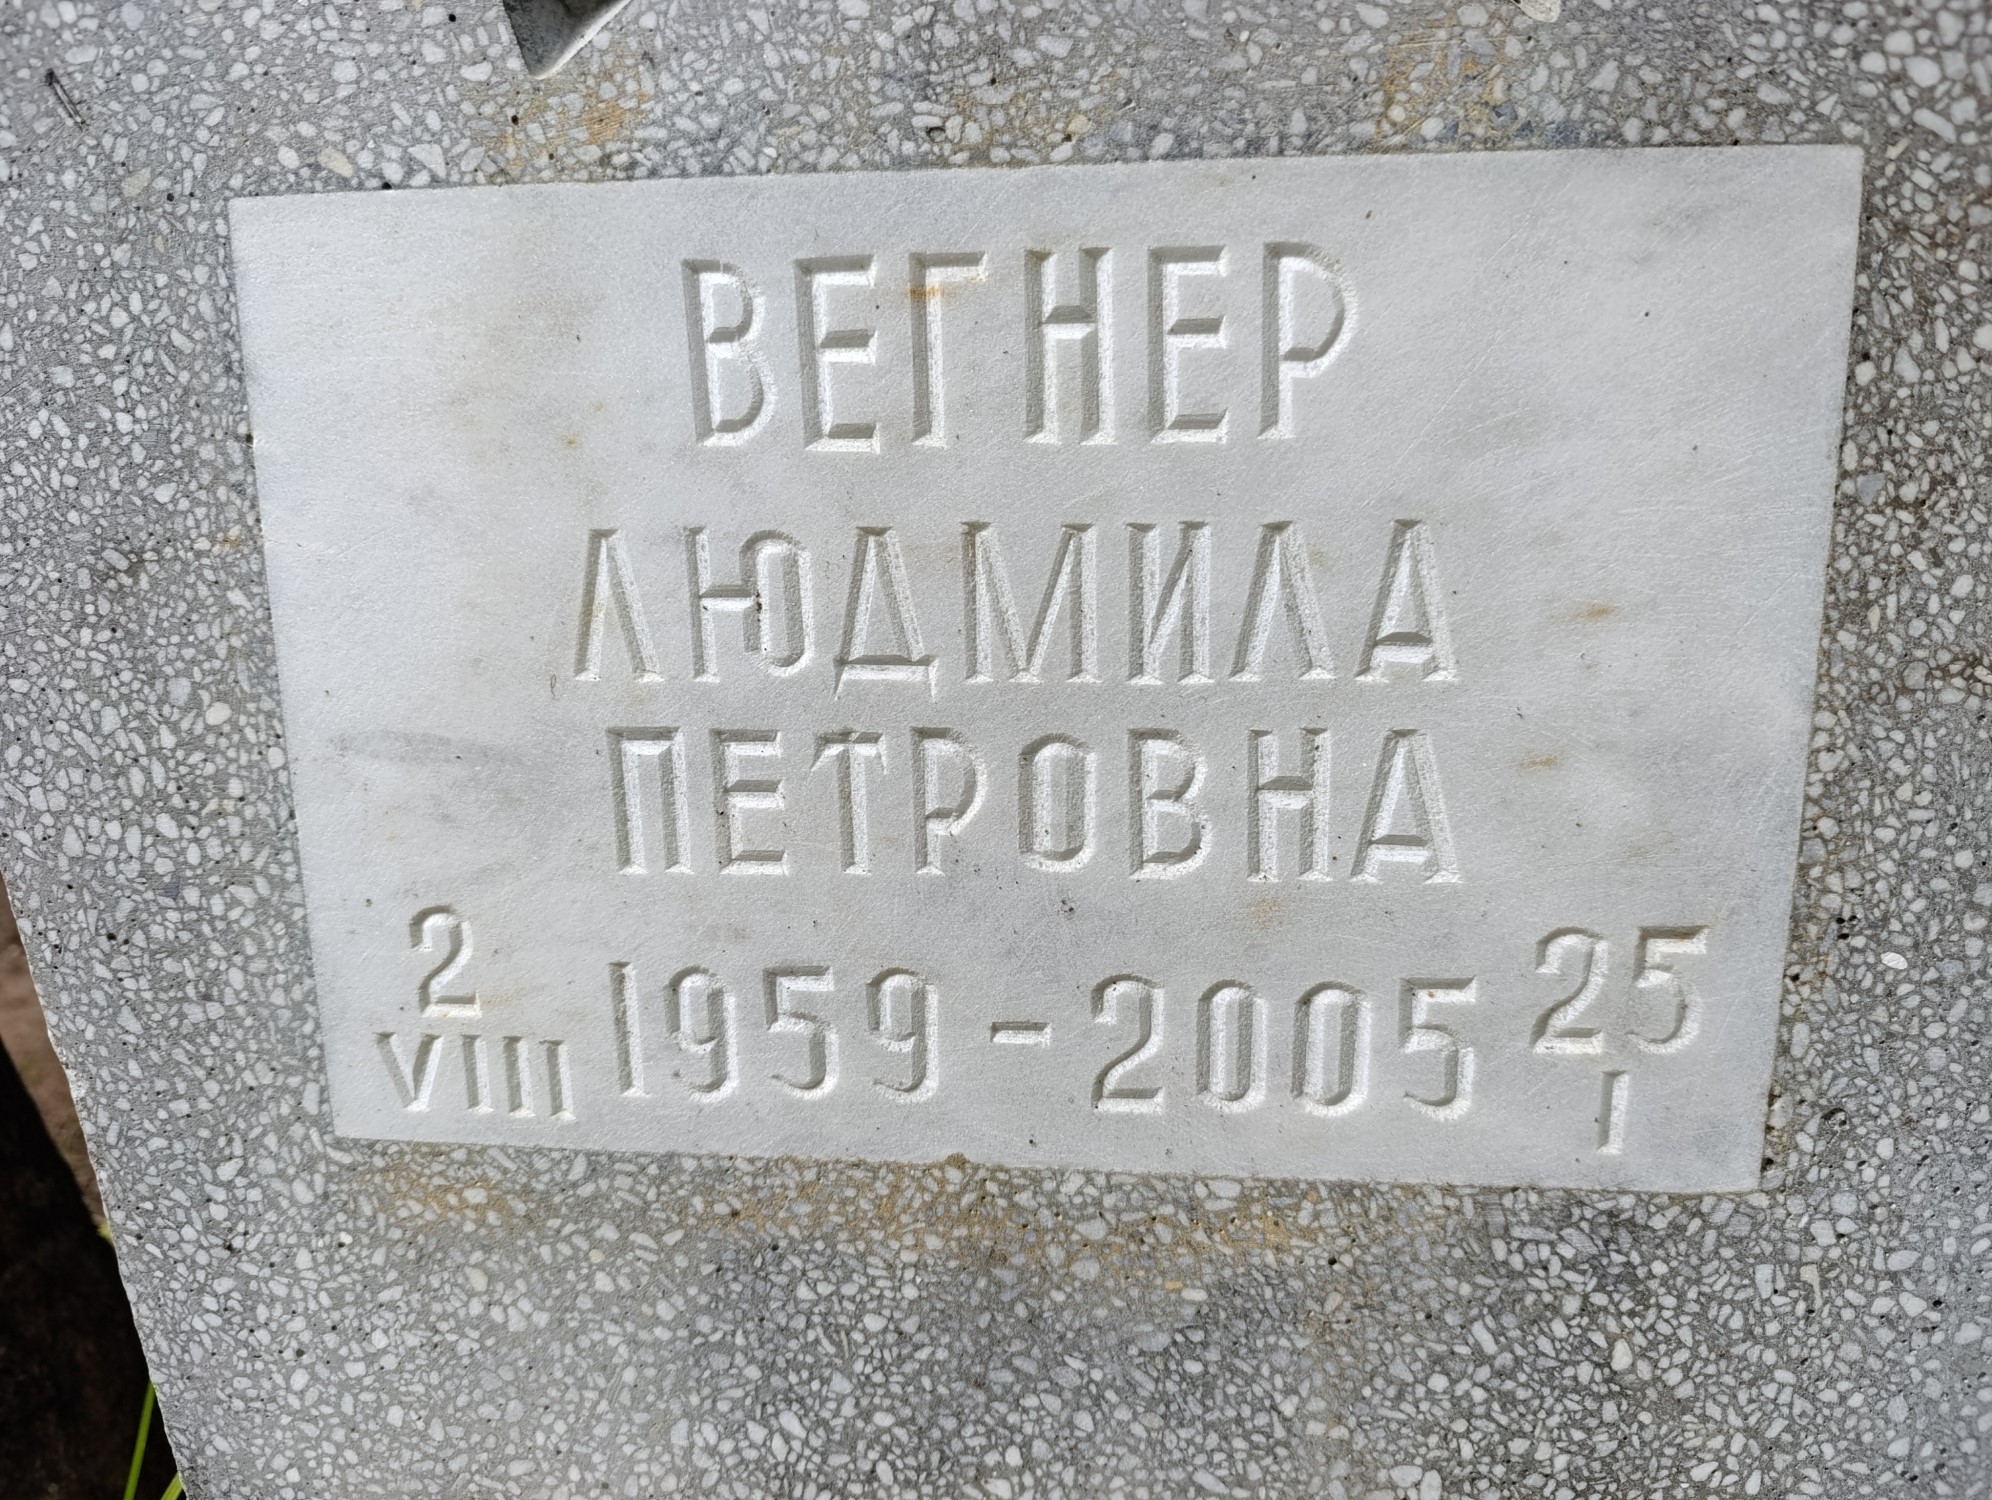 ВЕГНЕР
ЛЮДМИЛА
ПЕТРОВНА
2 VIII 1959 - 2005 25 I